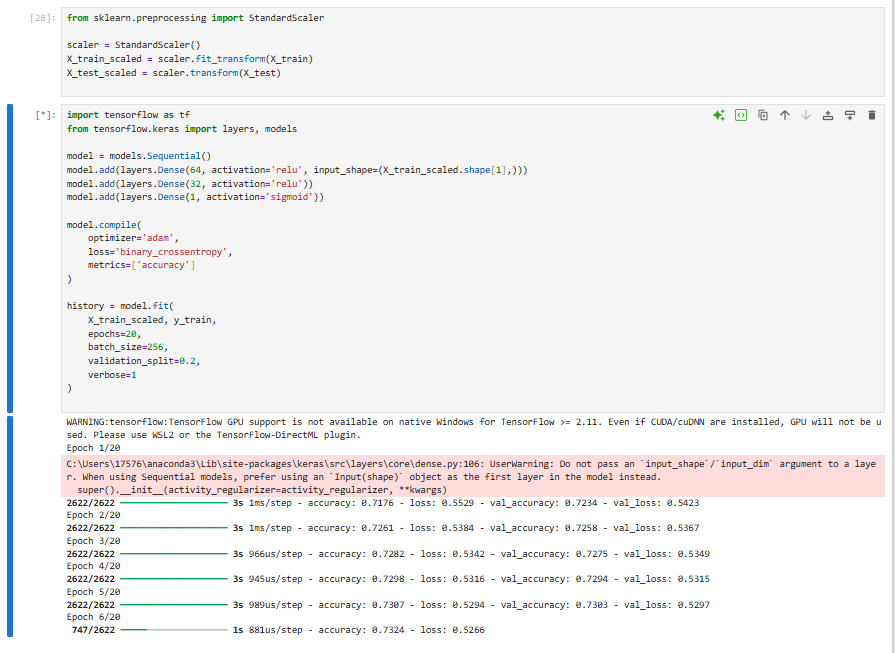 [28]: from sklearn.preprocessing import StandardScaler
scaler = StandardScaler()
X_train_scaled = scaler.fit_transform(X_train)
X_test_scaled = scaler.transform(X_test)
[*]: import tensorflow as tf
from tensorflow.keras import layers, models
model = models.Sequential()
model.add(layers.Dense(64, activation='relu', input_shape=(X_train_scaled.shape[1],)))
model.add(layers.Dense(32, activation='relu'))
model.add(layers.Dense(1, activation='sigmoid'))
model.compile(
    optimizer='adam',
    loss='binary_crossentropy',
    metrics=['accuracy']
)
history = model.fit(
    X_train_scaled, y_train,
    epochs=20,
    batch_size=256,
    validation_split=0.2,
    verbose=1
)
WARNING:tensorflow:TensorFlow GPU support is not available on native Windows for TensorFlow >= 2.11. Even if CUDA/cuDNN are installed, GPU will not be u
sed. Please use WSL2 or the TensorFlow-DirectML plugin.
Epoch 1/20
C:\Users\17576\anaconda3\Lib\site-packages\keras\src\layers\core\dense.py:106: UserWarning: Do not pass an `input_shape`/`input_dim` argument to a laye
r. When using Sequential models, prefer using an `Input(shape)` object as the first layer in the model instead.
  super().__init__(activity_regularizer=activity_regularizer, **kwargs)
2622/2622 3s 1ms/step - accuracy: 0.7176 - loss: 0.5529 - val_accuracy: 0.7234 - val_loss: 0.5423
Epoch 2/20
2622/2622 3s 1ms/step - accuracy: 0.7261 - loss: 0.5384 - val_accuracy: 0.7258 - val_loss: 0.5367
Epoch 3/20
2622/2622 3s 966us/step - accuracy: 0.7282 - loss: 0.5342 - val_accuracy: 0.7275 - val_loss: 0.5349
Epoch 4/20
2622/2622 3s 945us/step - accuracy: 0.7298 - loss: 0.5316 - val_accuracy: 0.7294 - val_loss: 0.5315
Epoch 5/20
2622/2622 3s 989us/step - accuracy: 0.7307 - loss: 0.5294 - val_accuracy: 0.7303 - val_loss: 0.5297
Epoch 6/20
747/2622 1s 881us/step - accuracy: 0.7324 - loss: 0.5266